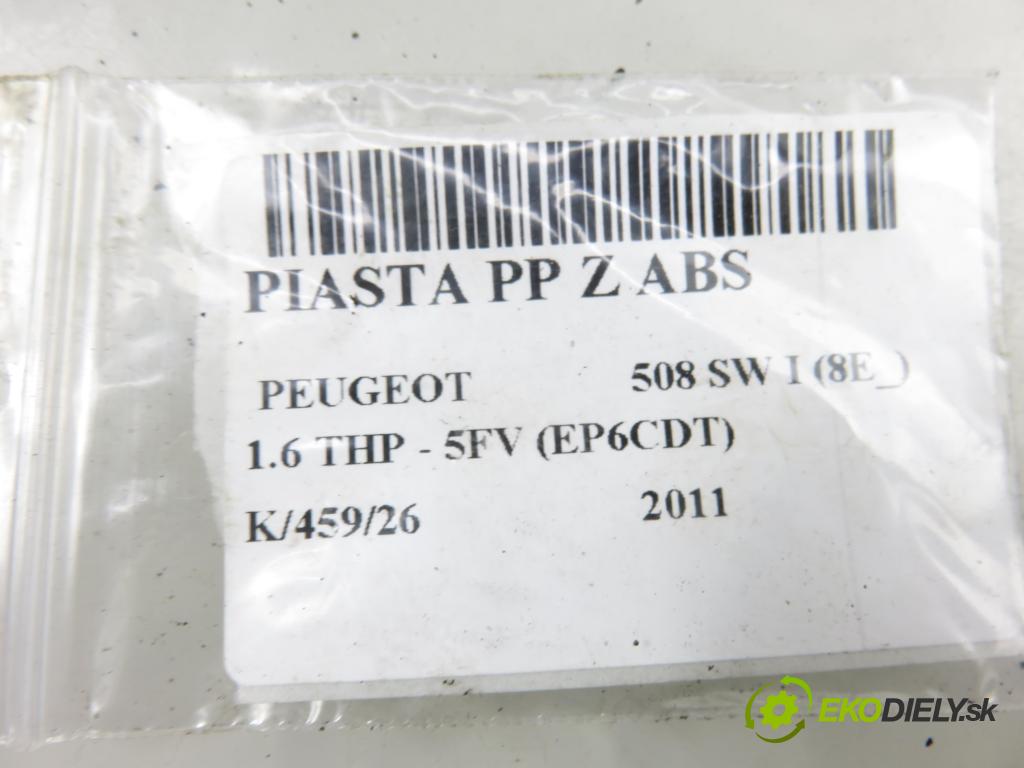 PIASTA PP Z ABS
PEUGEOT 508 SW I (8E_)
1.6 THP - 5FV (EP6CDT)
K/459/26 2011
EKODIELY.sk